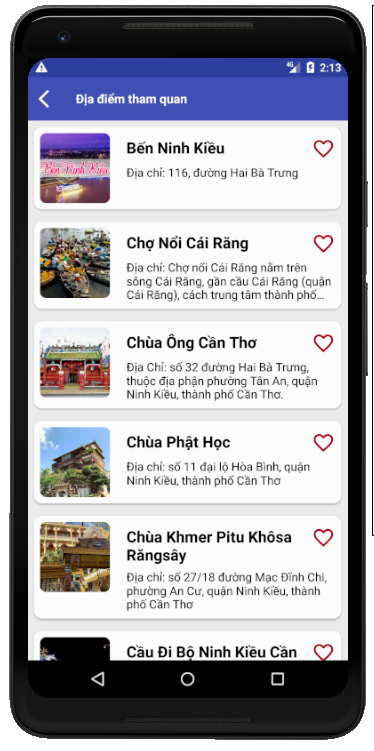 4G 2:13
Địa điểm tham quan
Bến Ninh Kiều
Bến Ninh Kiều
Địa chỉ: 116, đường Hai Bà Trưng
Chợ Nổi Cái Răng
Địa chỉ: Chợ nổi Cái Răng nằm trên
sông Cái Răng, gần cầu Cái Răng (quận
Cái Răng), cách trung tâm thành phố...
Chùa Ông Cần Thơ
Địa Chỉ: số 32 đường Hai Bà Trưng,
thuộc địa phận phường Tân An, quận
Ninh Kiều, thành phố Cần Thơ.
Chùa Phật Học
Địa chỉ: số 11 đại lộ Hòa Bình, quận
Ninh Kiều, thành phố Cần Thơ
Chùa Khmer Pitu Khôsa
Răngsây
Địa chỉ: số 27/18 đường Mạc Đĩnh Chi,
phường An Cư, quận Ninh Kiều, thành
phố Cần Thơ
Cầu Đi Bộ Ninh Kiều Cần